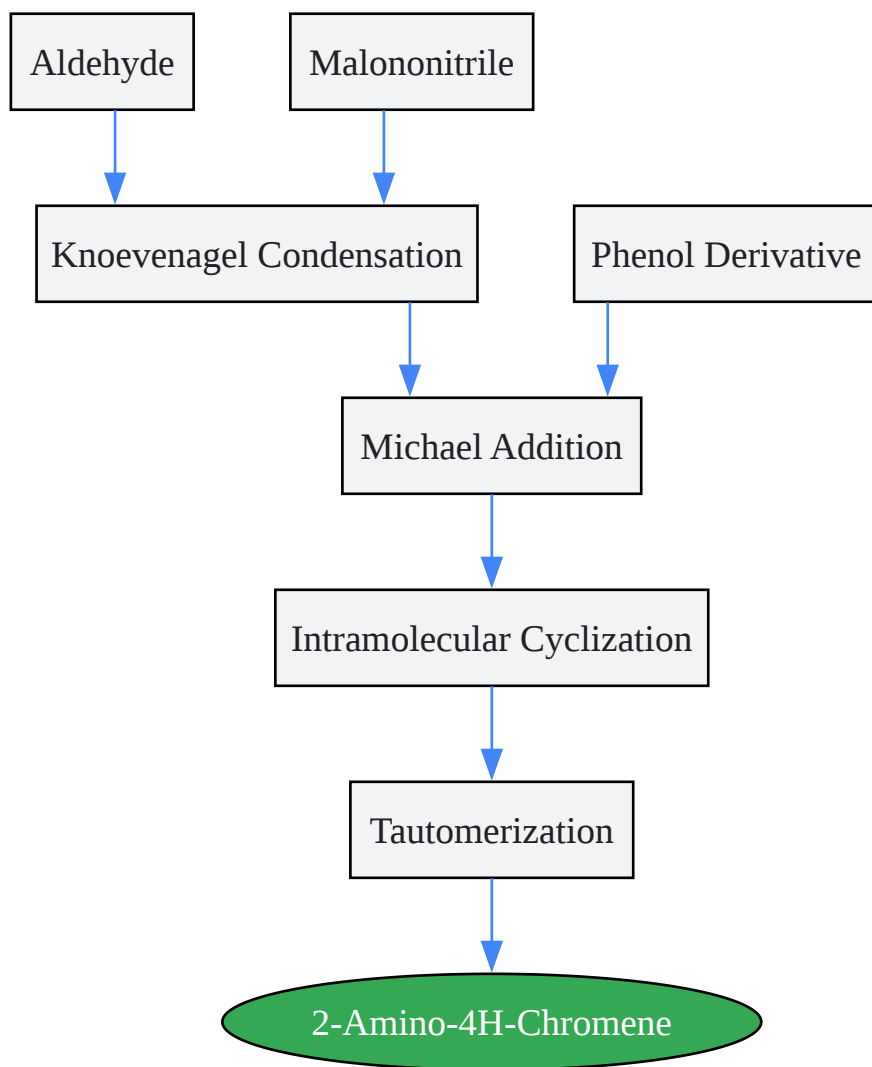 Aldehyde
Malononitrile
Knoevenagel Condensation
Phenol Derivative
Michael Addition
Intramolecular Cyclization
Tautomerization
2-Amino-4H-Chromene